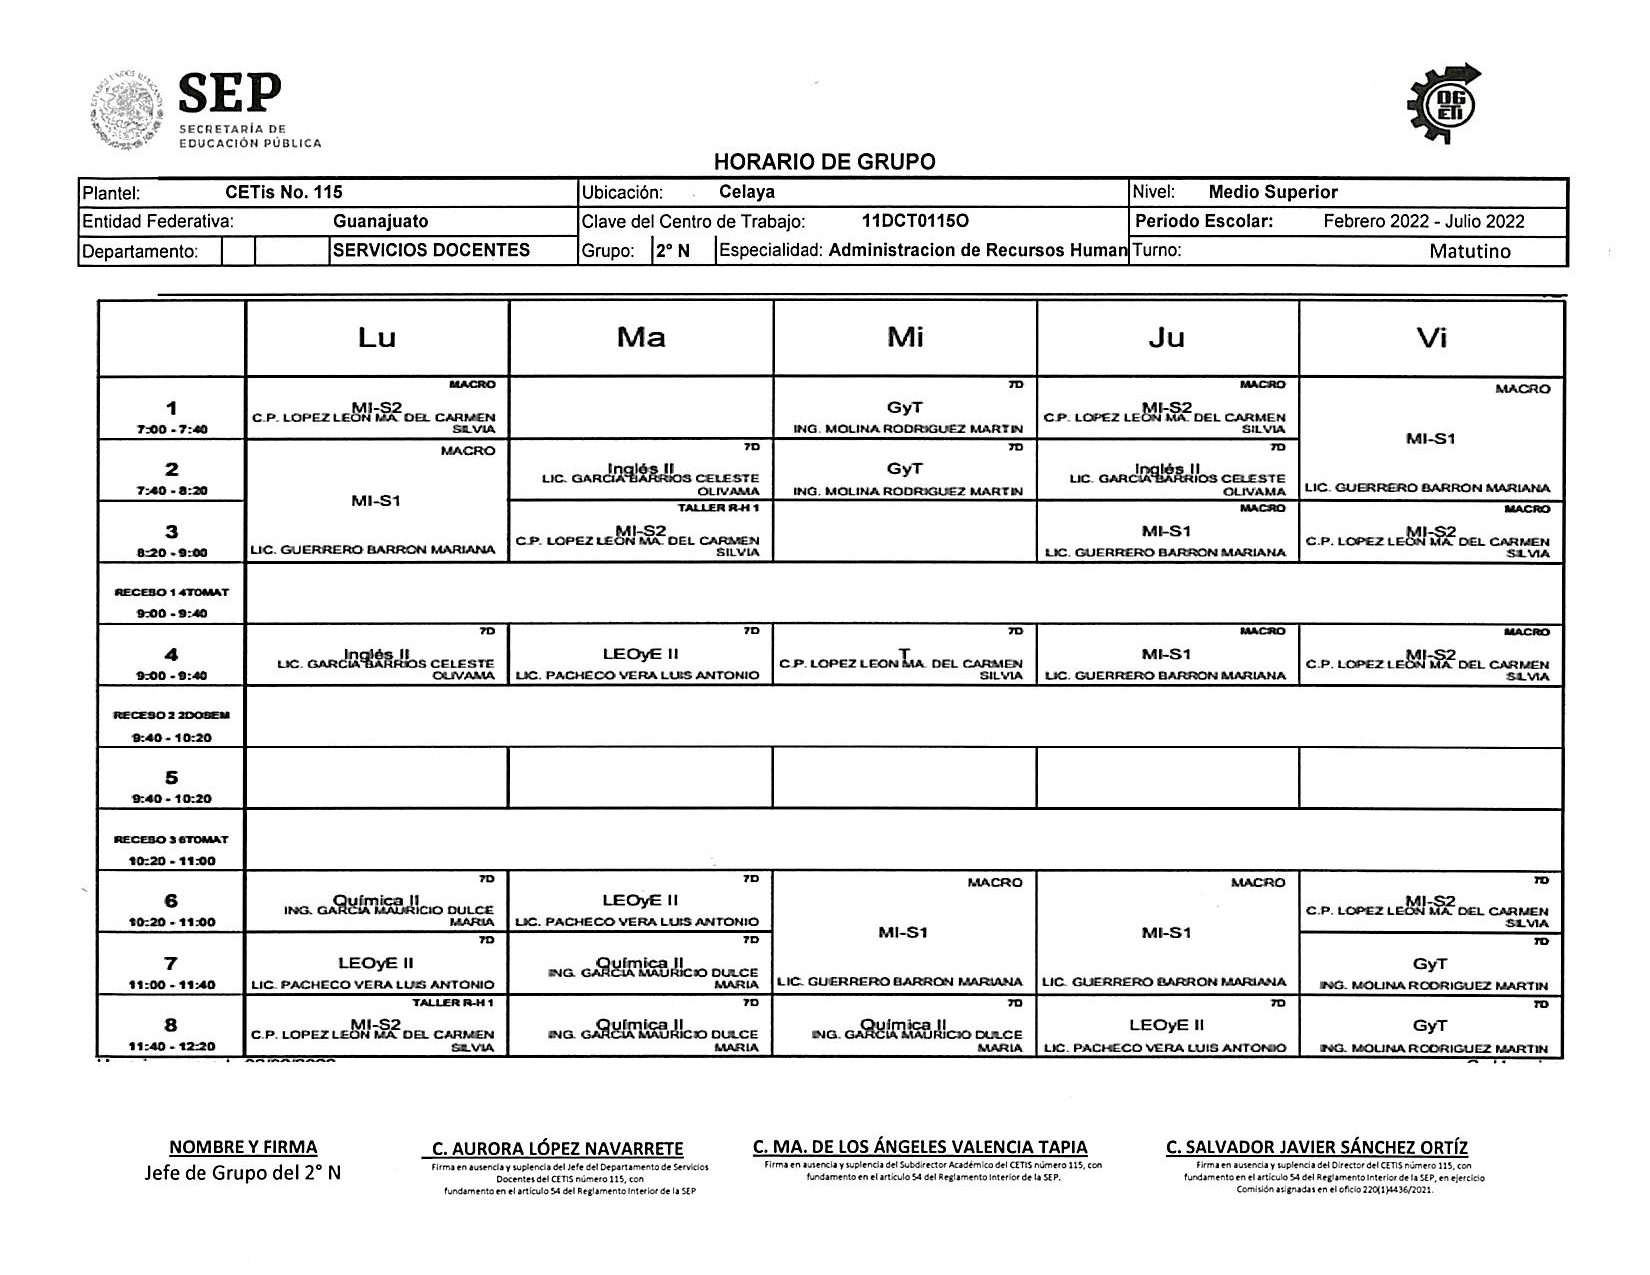 SEP
SECRETARÍA DE
EDUCACIÓN PÚBLICA
DG
ETi
HORARIO DE GRUPO
Plantel: CETis No. 115 Ubicación: Celaya Nivel: Medio Superior
Entidad Federativa: Guanajuato Clave del Centro de Trabajo: 11DCT0115O Periodo Escolar: Febrero 2022 - Julio 2022
Departamento: SERVICIOS DOCENTES Grupo: 2° N Especialidad: Administracion de Recursos Human Turno: Matutino
Lu Ma Mi Ju Vi
1
7:00 - 7:40
MACRO
MI-S2
C.P. LOPEZ LEON MA. DEL CARMEN
SILVIA
7D
GyT
ING. MOLINA RODRIGUEZ MARTIN
MACRO
MI-S2
C.P. LOPEZ LEON MA. DEL CARMEN
SILVIA
MACRO
MI-S1
LIC. GUERRERO BARRON MARIANA
2
7:40 - 8:20
MACRO
MI-S1
LIC. GUERRERO BARRON MARIANA
7D
Inglés II
LIC. GARCIA BARRIOS CELESTE
OLIVAMA
7D
GyT
ING. MOLINA RODRIGUEZ MARTIN
7D
Inglés II
LIC. GARCIA BARRIOS CELESTE
OLIVAMA
3
8:20 - 9:00
TALLER R-H 1
MI-S2
C.P. LOPEZ LEON MA. DEL CARMEN
SILVIA
MACRO
MI-S1
LIC. GUERRERO BARRON MARIANA
MACRO
MI-S2
C.P. LOPEZ LEON MA. DEL CARMEN
SILVIA
RECESO 1 4TOMAT
9:00 - 9:40
4
9:00 - 9:40
7D
Inglés II
LIC. GARCIA BARRIOS CELESTE
OLIVAMA
7D
LEOyE II
LIC. PACHECO VERA LUIS ANTONIO
7D
T
C.P. LOPEZ LEON MA. DEL CARMEN
SILVIA
MACRO
MI-S1
LIC. GUERRERO BARRON MARIANA
MACRO
MI-S2
C.P. LOPEZ LEON MA. DEL CARMEN
SILVIA
RECESO 2 2DOSEM
9:40 - 10:20
5
9:40 - 10:20
RECESO 3 6TOMAT
10:20 - 11:00
6
10:20 - 11:00
7D
Química II
ING. GARCIA MAURICIO DULCE
MARIA
7D
LEOyE II
LIC. PACHECO VERA LUIS ANTONIO
MACRO
MI-S1
LIC. GUERRERO BARRON MARIANA
MACRO
MI-S1
LIC. GUERRERO BARRON MARIANA
7D
MI-S2
C.P. LOPEZ LEON MA. DEL CARMEN
SILVIA
7
11:00 - 11:40
7D
LEOyE II
LIC. PACHECO VERA LUIS ANTONIO
7D
Química II
ING. GARCIA MAURICIO DULCE
MARIA
7D
GyT
ING. MOLINA RODRIGUEZ MARTIN
8
11:40 - 12:20
TALLER R-H 1
MI-S2
C.P. LOPEZ LEON MA. DEL CARMEN
SILVIA
7D
Química II
ING. GARCIA MAURICIO DULCE
MARIA
7D
Química II
ING. GARCIA MAURICIO DULCE
MARIA
7D
LEOyE II
LIC. PACHECO VERA LUIS ANTONIO
7D
GyT
ING. MOLINA RODRIGUEZ MARTIN
NOMBRE Y FIRMA
Jefe de Grupo del 2° N
C. AURORA LÓPEZ NAVARRETE
Firma en ausencia y suplencia del Jefe del Departamento de Servicios
Docentes del CETIS número 115, con
fundamento en el artículo 54 del Reglamento Interior de la SEP
C. MA. DE LOS ÁNGELES VALENCIA TAPIA
Firma en ausencia y suplencia del Subdirector Académico del CETIS número 115, con
fundamento en el artículo 54 del Reglamento Interior de la SEP.
C. SALVADOR JAVIER SÁNCHEZ ORTÍZ
Firma en ausencia y suplencia del Director del CETIS número 115, con
fundamento en el artículo 54 del Reglamento Interior de la SEP, en ejercicio
Comisión asignadas en el oficio 220(1)4436/2021.